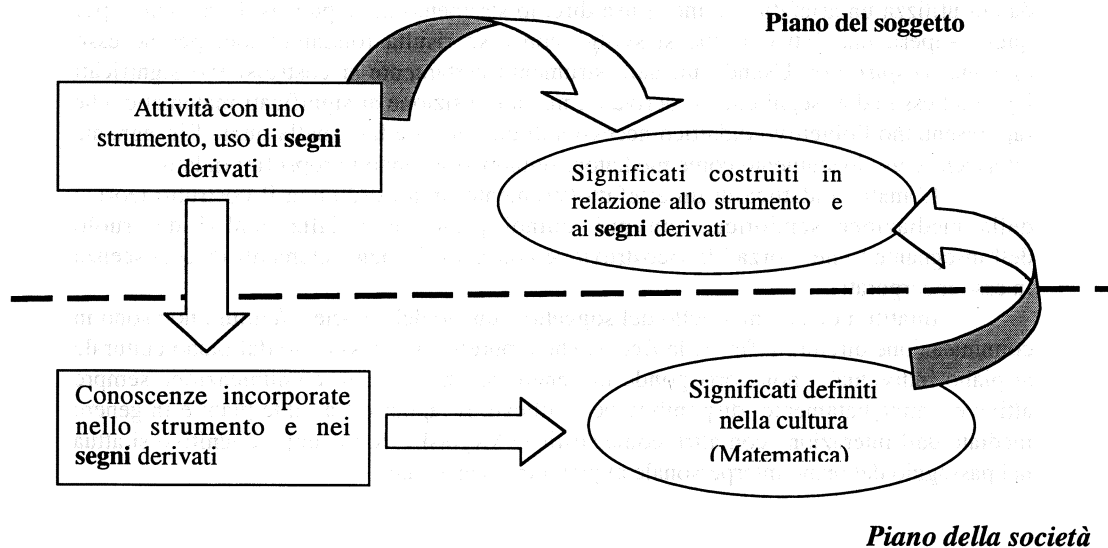 Piano del soggetto
Attività con uno
strumento, uso di segni
derivati
Significati costruiti in
relazione allo strumento e
ai segni derivati
Conoscenze incorporate
nello strumento e nei
segni derivati
Significati definiti
nella cultura
(Matematica)
Piano della società